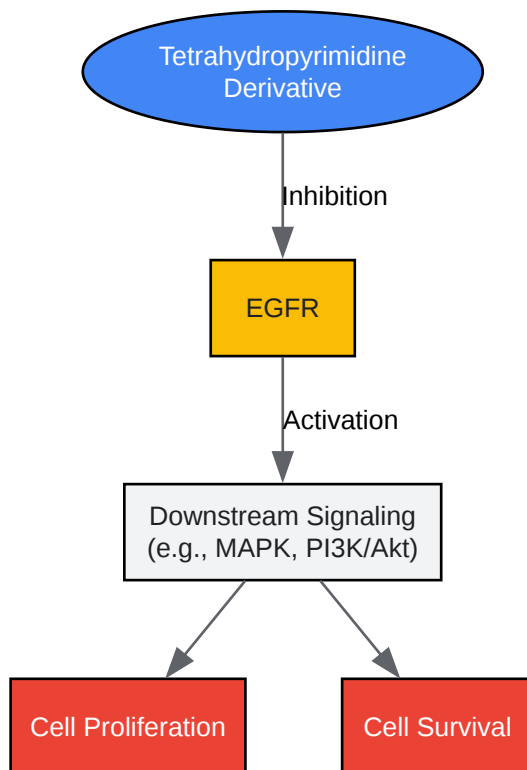 Tetrahydropyrimidine
Derivative
Inhibition
EGFR
Activation
Downstream Signaling
(e.g., MAPK, PI3K/Akt)
Cell Proliferation
Cell Survival